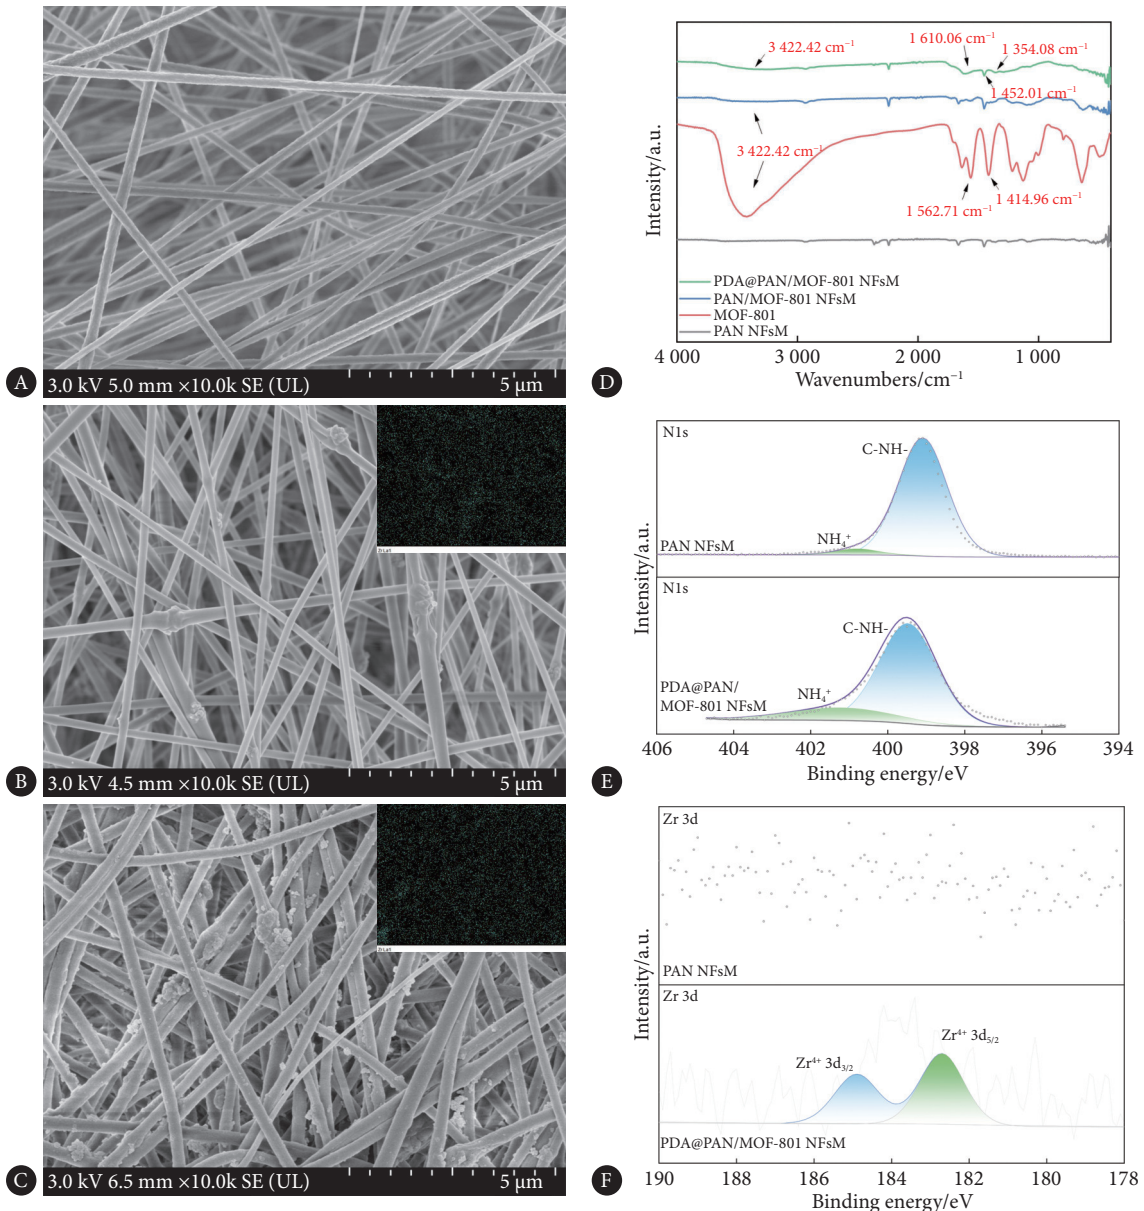 A
3.0 kV 5.0 mm ×10.0k SE (UL)
5 μm
B
Zr Lα1
3.0 kV 4.5 mm ×10.0k SE (UL)
5 μm
C
Zr Lα1
3.0 kV 6.5 mm ×10.0k SE (UL)
5 μm
D
Intensity/a.u.
3 422.42 cm⁻¹
1 610.06 cm⁻¹
1 354.08 cm⁻¹
1 452.01 cm⁻¹
3 422.42 cm⁻¹
1 562.71 cm⁻¹
1 414.96 cm⁻¹
PDA@PAN/MOF-801 NFsM
PAN/MOF-801 NFsM
MOF-801
PAN NFsM
4 000 3 000 2 000 1 000
Wavenumbers/cm⁻¹
E
Intensity/a.u.
N1s
C-NH-
NH₄⁺
PAN NFsM
N1s
C-NH-
NH₄⁺
PDA@PAN/
MOF-801 NFsM
406 404 402 400 398 396 394
Binding energy/eV
F
Intensity/a.u.
Zr 3d
PAN NFsM
Zr 3d
Zr⁴⁺ 3d₅/₂
Zr⁴⁺ 3d₃/₂
PDA@PAN/MOF-801 NFsM
190 188 186 184 182 180 178
Binding energy/eV